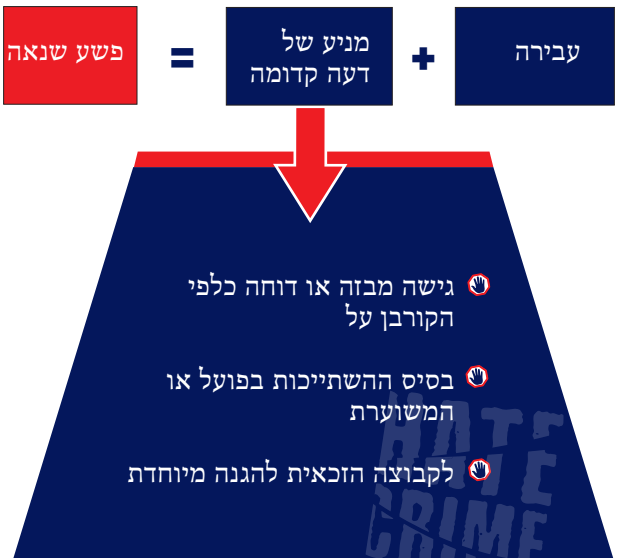 עבירה
+
מניע של
דעה קדומה
=
פשע שנאה
גישה מבזה או דוחה כלפי
הקורבן על
בסיס ההשתייכות בפועל או
המשוערת
לקבוצה הזכאית להגנה מיוחדת
HATE
CRIME